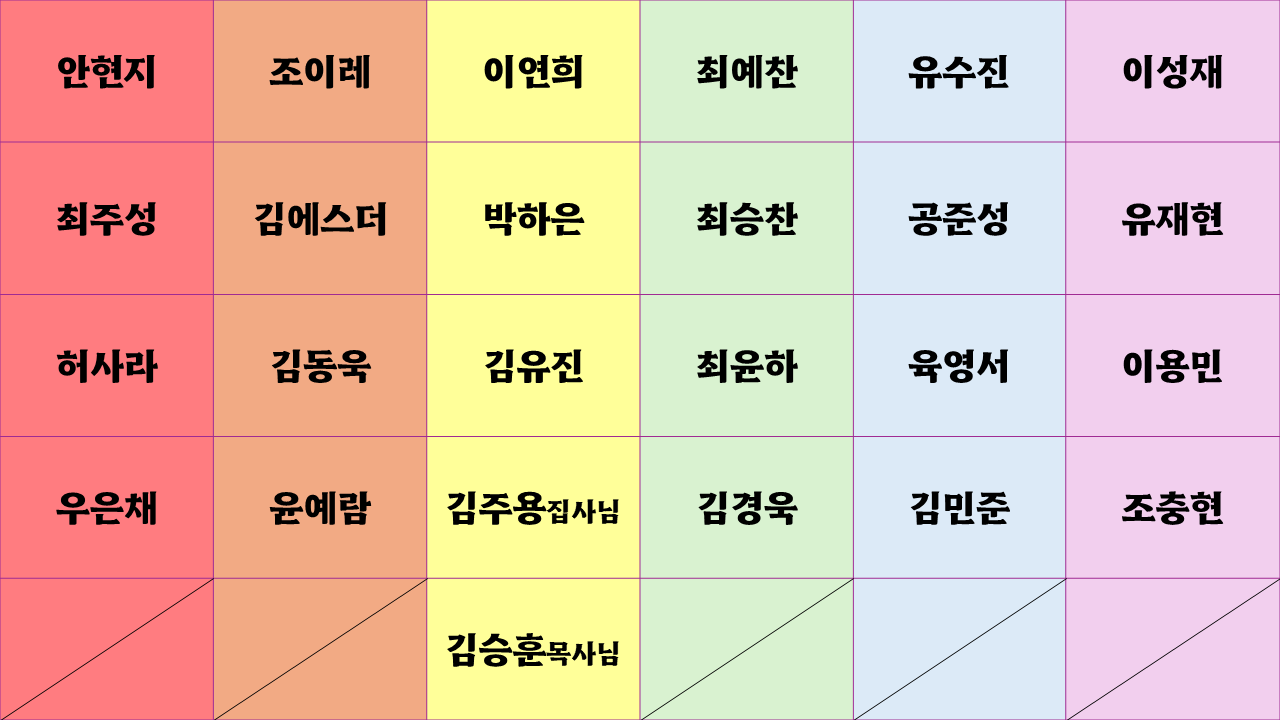 안현지 조이레 이연희 최예찬 유수진 이성재
최주성 김에스더 박하은 최승찬 공준성 유재현
허사라 김동욱 김유진 최윤하 육영서 이용민
우은채 윤예람 김주용집사님 김경욱 김민준 조충현
김승훈목사님